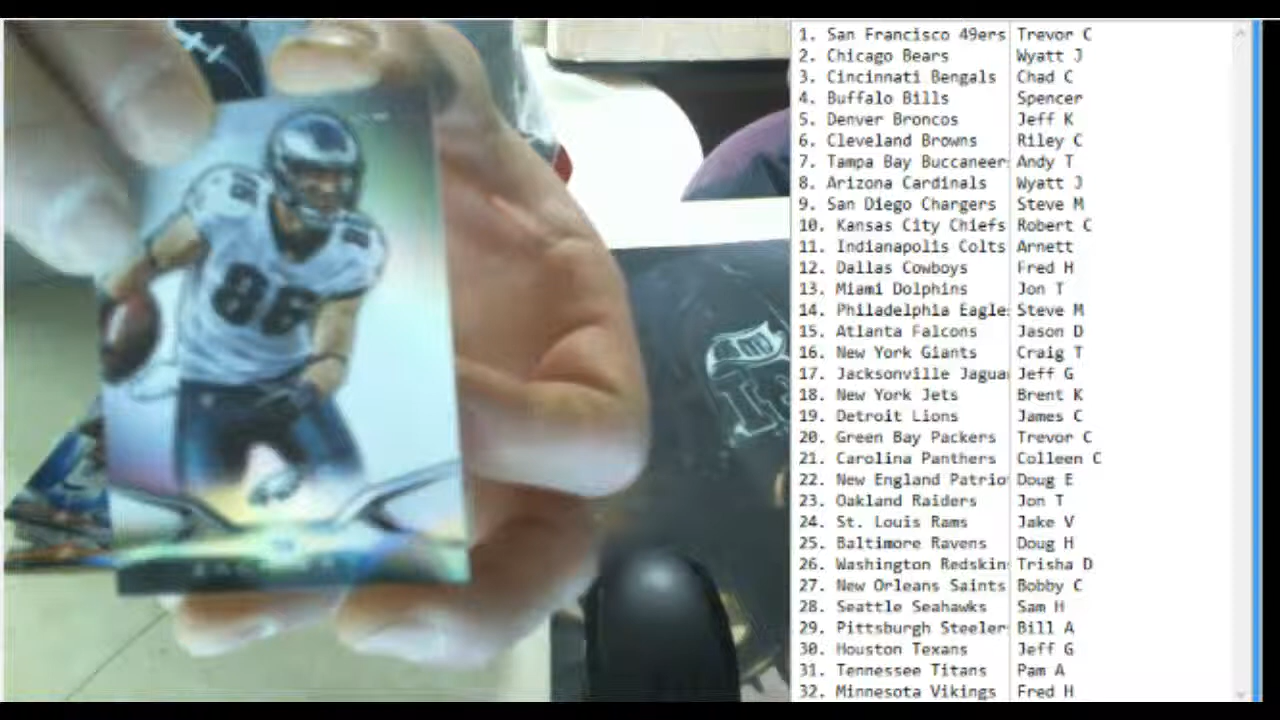 86
1. San Francisco 49ers Trevor C
2. Chicago Bears Wyatt J
3. Cincinnati Bengals Chad C
4. Buffalo Bills Spencer
5. Denver Broncos Jeff K
6. Cleveland Browns Riley C
7. Tampa Bay Buccaneer Andy T
8. Arizona Cardinals Wyatt J
9. San Diego Chargers Steve M
10. Kansas City Chiefs Robert C
11. Indianapolis Colts Arnett
12. Dallas Cowboys Fred H
13. Miami Dolphins Jon T
14. Philadelphia Eagle Steve M
15. Atlanta Falcons Jason D
16. New York Giants Craig T
17. Jacksonville Jagua Jeff G
18. New York Jets Brent K
19. Detroit Lions James C
20. Green Bay Packers Trevor C
21. Carolina Panthers Colleen C
22. New England Patrio Doug E
23. Oakland Raiders Jon T
24. St. Louis Rams Jake V
25. Baltimore Ravens Doug H
26. Washington Redskin Trisha D
27. New Orleans Saints Bobby C
28. Seattle Seahawks Sam H
29. Pittsburgh Steeler Bill A
30. Houston Texans Jeff G
31. Tennessee Titans Pam A
32. Minnesota Vikings Fred H